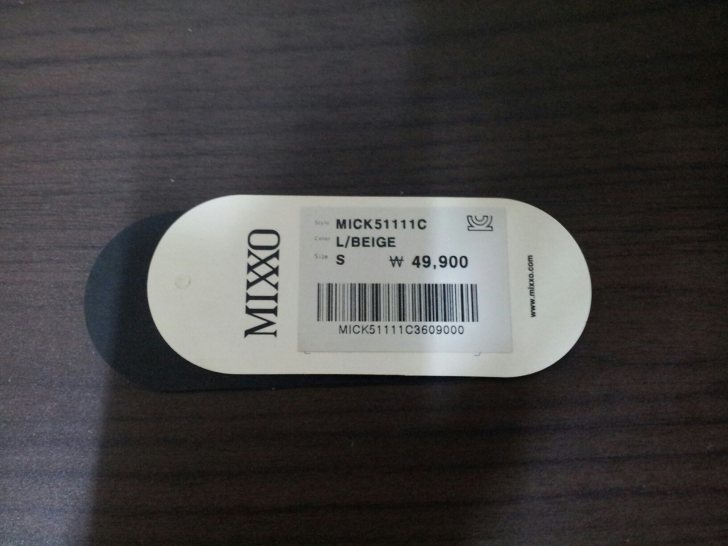 MIXXO
Style MICK51111C
Color L/BEIGE
Size S ₩ 49,900
MICK51111C3609000
www.mixxo.com